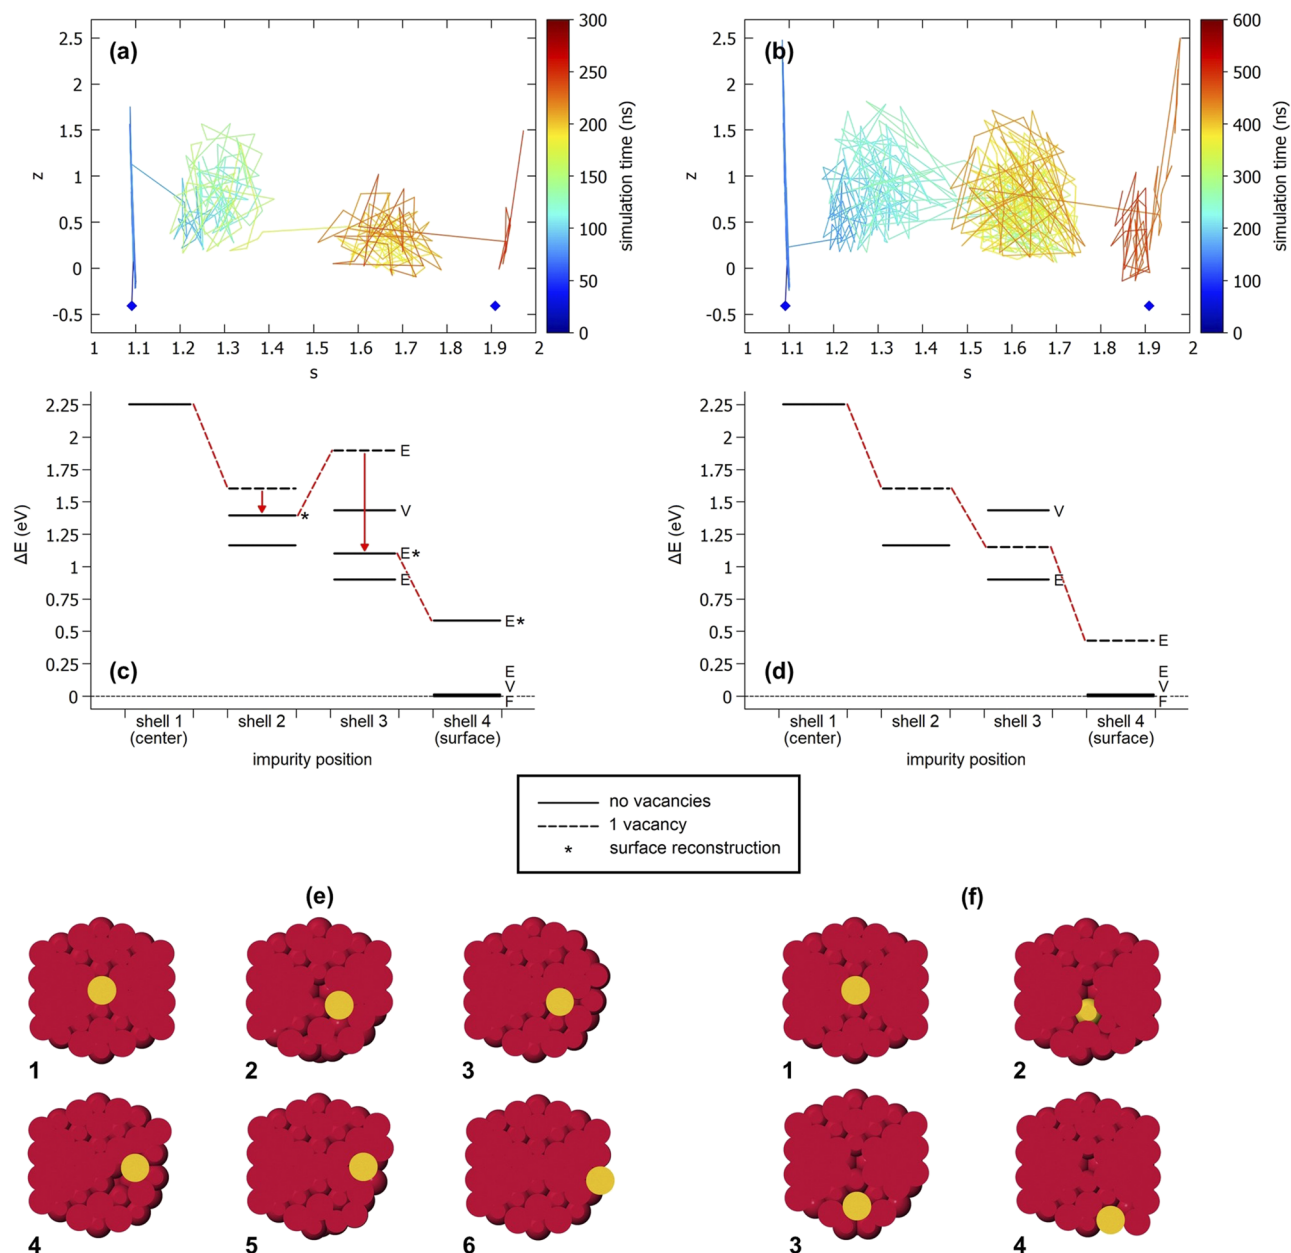 (a)
z
2.5
2
1.5
1
0.5
0
-0.5
1
1.1
1.2
1.3
1.4
1.5
1.6
1.7
1.8
1.9
2
s
300
250
200
150
100
50
0
simulation time (ns)
(b)
z
2.5
2
1.5
1
0.5
0
-0.5
1
1.1
1.2
1.3
1.4
1.5
1.6
1.7
1.8
1.9
2
s
600
500
400
300
200
100
0
simulation time (ns)
ΔE (eV)
2.25
2
1.75
1.5
1.25
1
0.75
0.5
0.25
0
*
E
V
E*
E
E*
E
V
F
(c)
shell 1
(center)
shell 2
shell 3
shell 4
(surface)
impurity position
ΔE (eV)
2.25
2
1.75
1.5
1.25
1
0.75
0.5
0.25
0
V
E
E
E
V
F
(d)
shell 1
(center)
shell 2
shell 3
shell 4
(surface)
impurity position
no vacancies
1 vacancy
* surface reconstruction
(e)
1
2
3
4
5
6
(f)
1
2
3
4